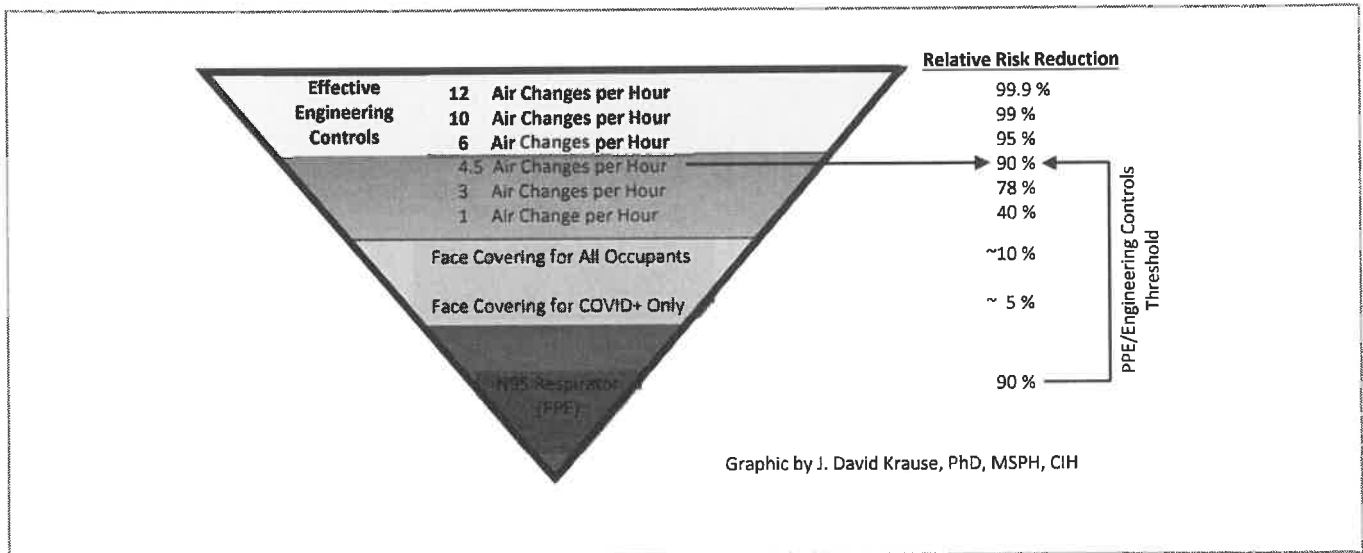 Relative Risk Reduction
Effective
Engineering
Controls
12 Air Changes per Hour 99.9 %
10 Air Changes per Hour 99 %
6 Air Changes per Hour 95 %
4.5 Air Changes per Hour 90 %
3 Air Changes per Hour 78 %
1 Air Change per Hour 40 %
Face Covering for All Occupants ~10 %
Face Covering for COVID+ Only ~ 5 %
N95 Respirator 90 %
(PPE)
PPE/Engineering Controls
Threshold
Graphic by J. David Krause, PhD, MSPH, CIH